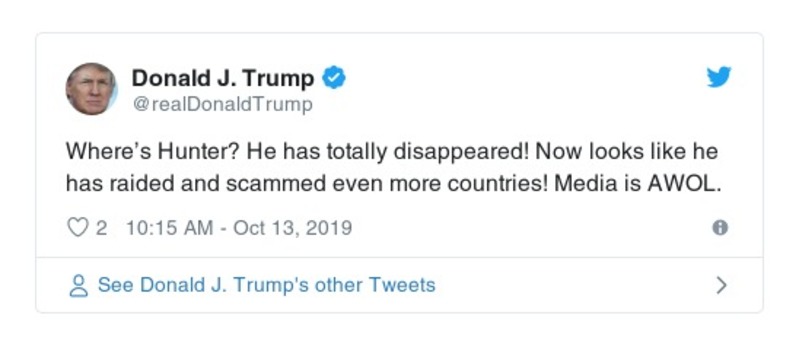 Donald J. Trump
@realDonaldTrump
Where's Hunter? He has totally disappeared! Now looks like he
has raided and scammed even more countries! Media is AWOL.
2 10:15 AM - Oct 13, 2019
See Donald J. Trump's other Tweets